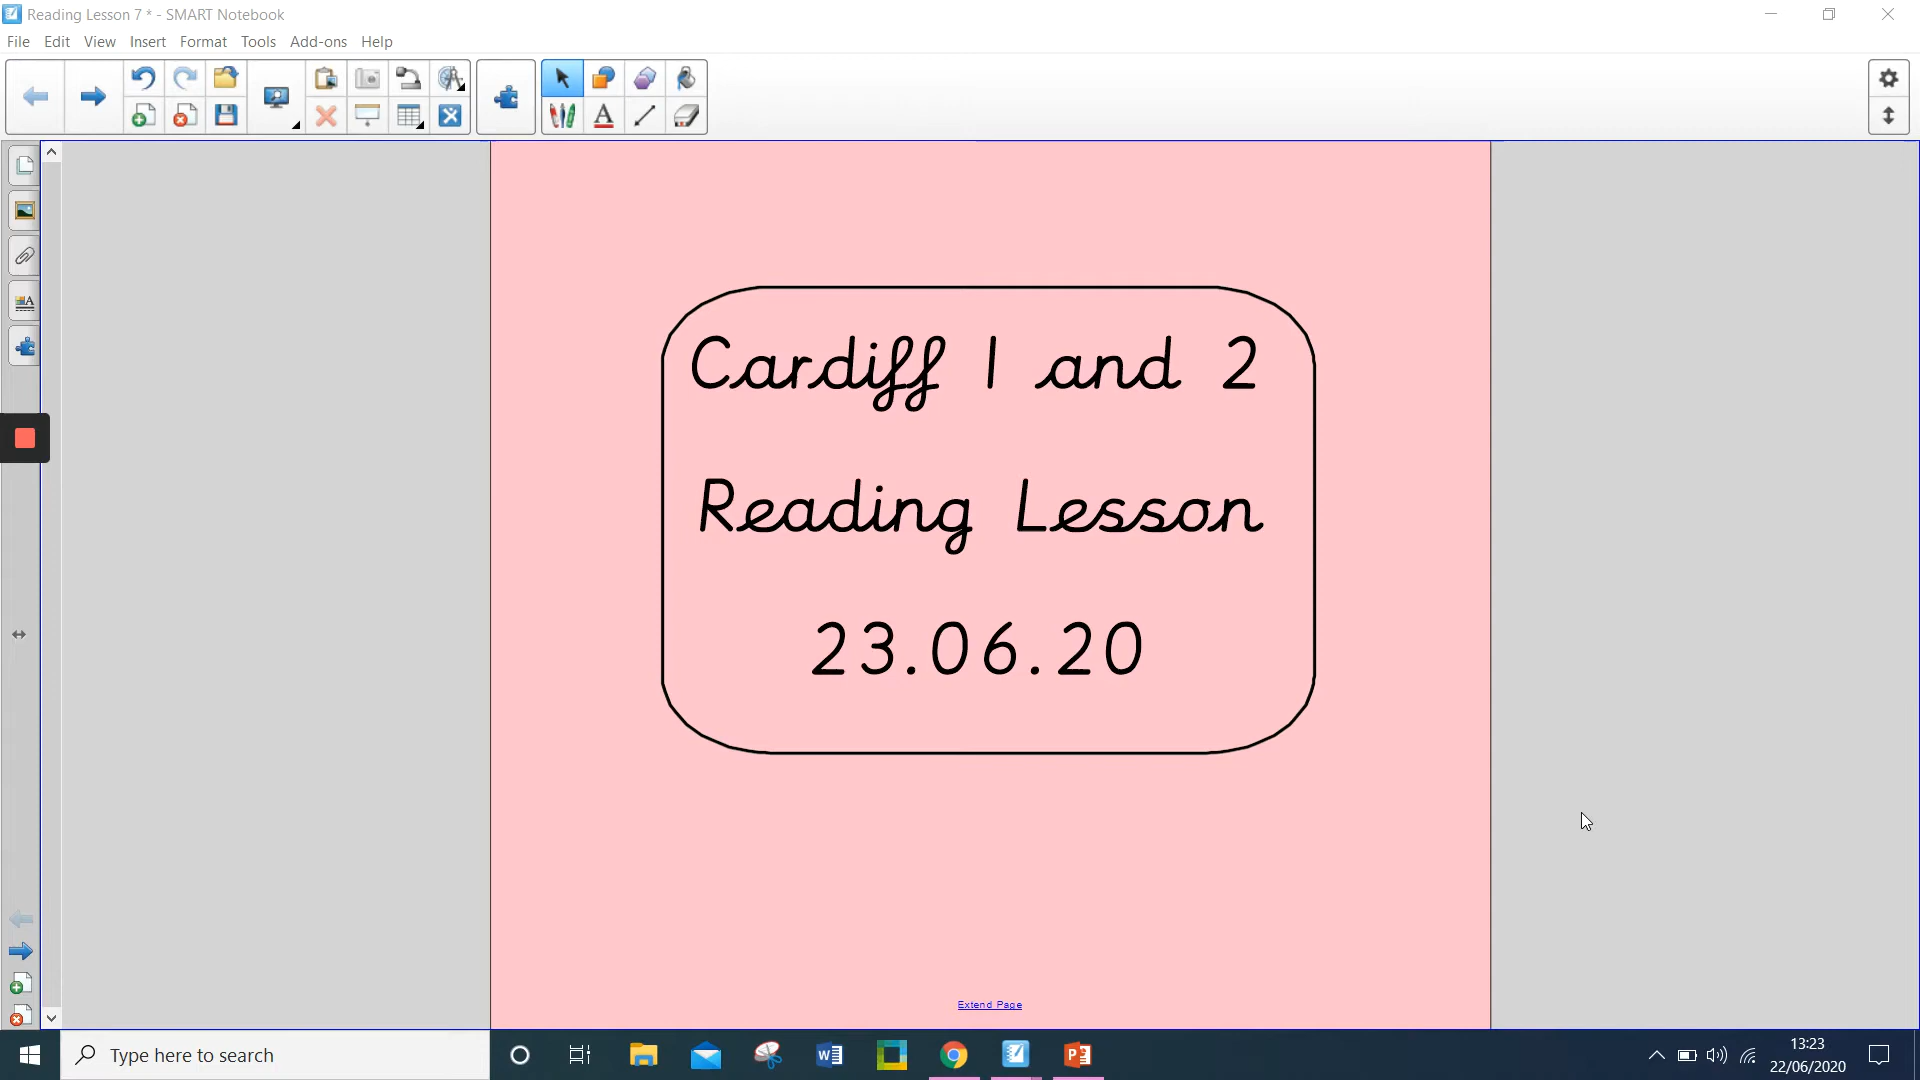 Reading Lesson 7 * - SMART Notebook
File Edit View Insert Format Tools Add-ons Help
Cardiff 1 and 2
Reading Lesson
23.06.20
Extend Page
Type here to search
13:23
22/06/2020